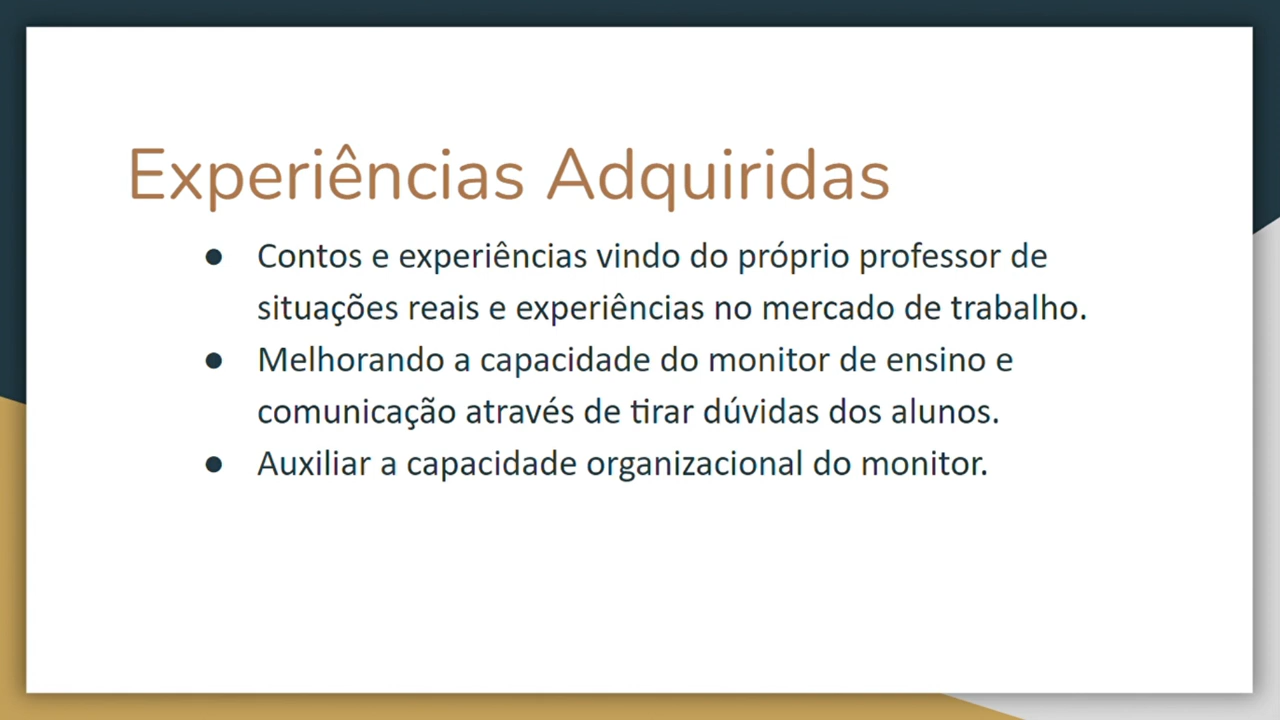 Experiências Adquiridas
● Contos e experiências vindo do próprio professor de
situações reais e experiências no mercado de trabalho.
● Melhorando a capacidade do monitor de ensino e
comunicação através de tirar dúvidas dos alunos.
● Auxiliar a capacidade organizacional do monitor.